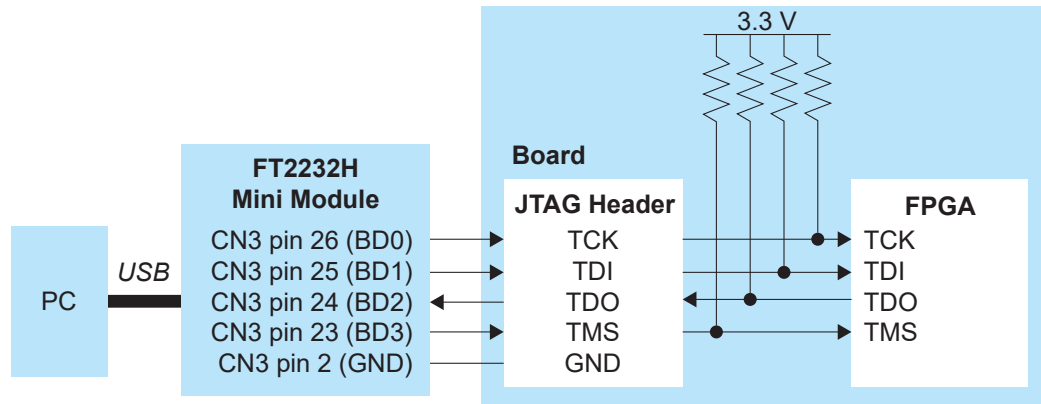 3.3 V
Board
FT2232H
Mini Module
CN3 pin 26 (BD0)
CN3 pin 25 (BD1)
CN3 pin 24 (BD2)
CN3 pin 23 (BD3)
CN3 pin 2 (GND)
PC
USB
JTAG Header
TCK
TDI
TDO
TMS
GND
FPGA
TCK
TDI
TDO
TMS